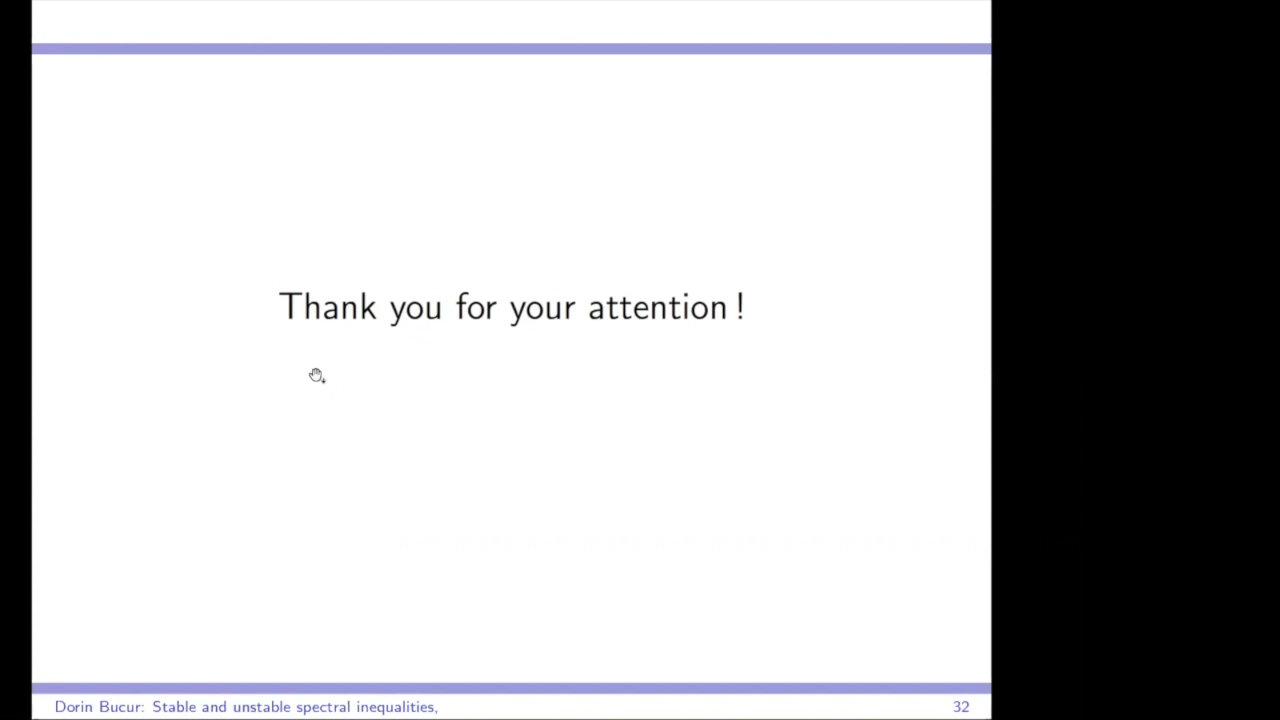 Thank you for your attention !
Dorin Bucur: Stable and unstable spectral inequalities, 32